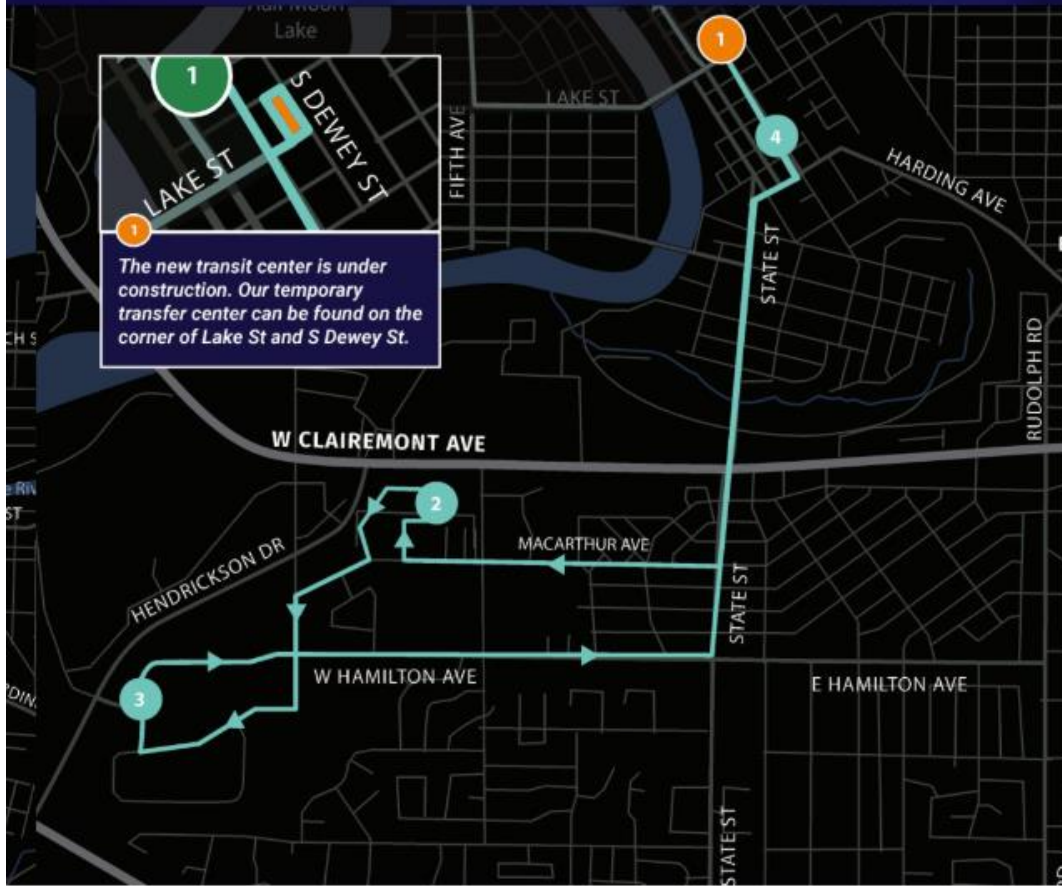 Lake
1
S DEWEY ST
LAKE ST
1
The new transit center is under
construction. Our temporary
transfer center can be found on the
corner of Lake St and S Dewey St.
1
LAKE ST
FIFTH AVE
4
HARDING AVE
STATE ST
RUDOLPH RD
W CLAIREMONT AVE
2
MACARTHUR AVE
HENDRICKSON DR
STATE ST
3
W HAMILTON AVE
E HAMILTON AVE
STATE ST
ST